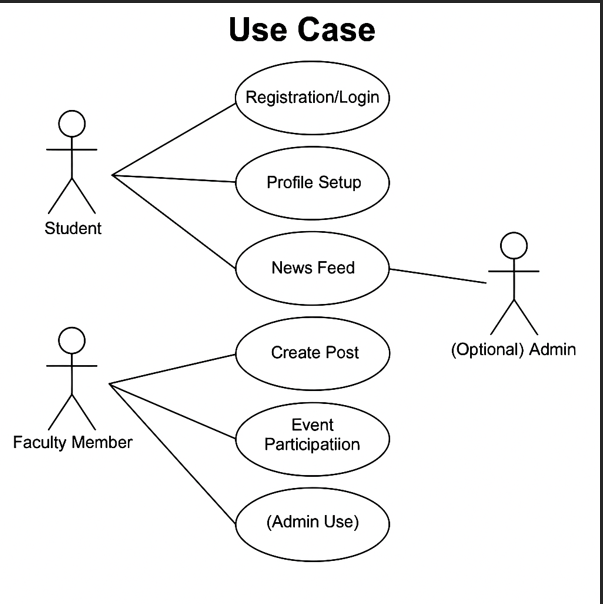 Use Case
Registration/Login
Profile Setup
Student
News Feed
(Optional) Admin
Create Post
Faculty Member
Event
Participatiion
(Admin Use)